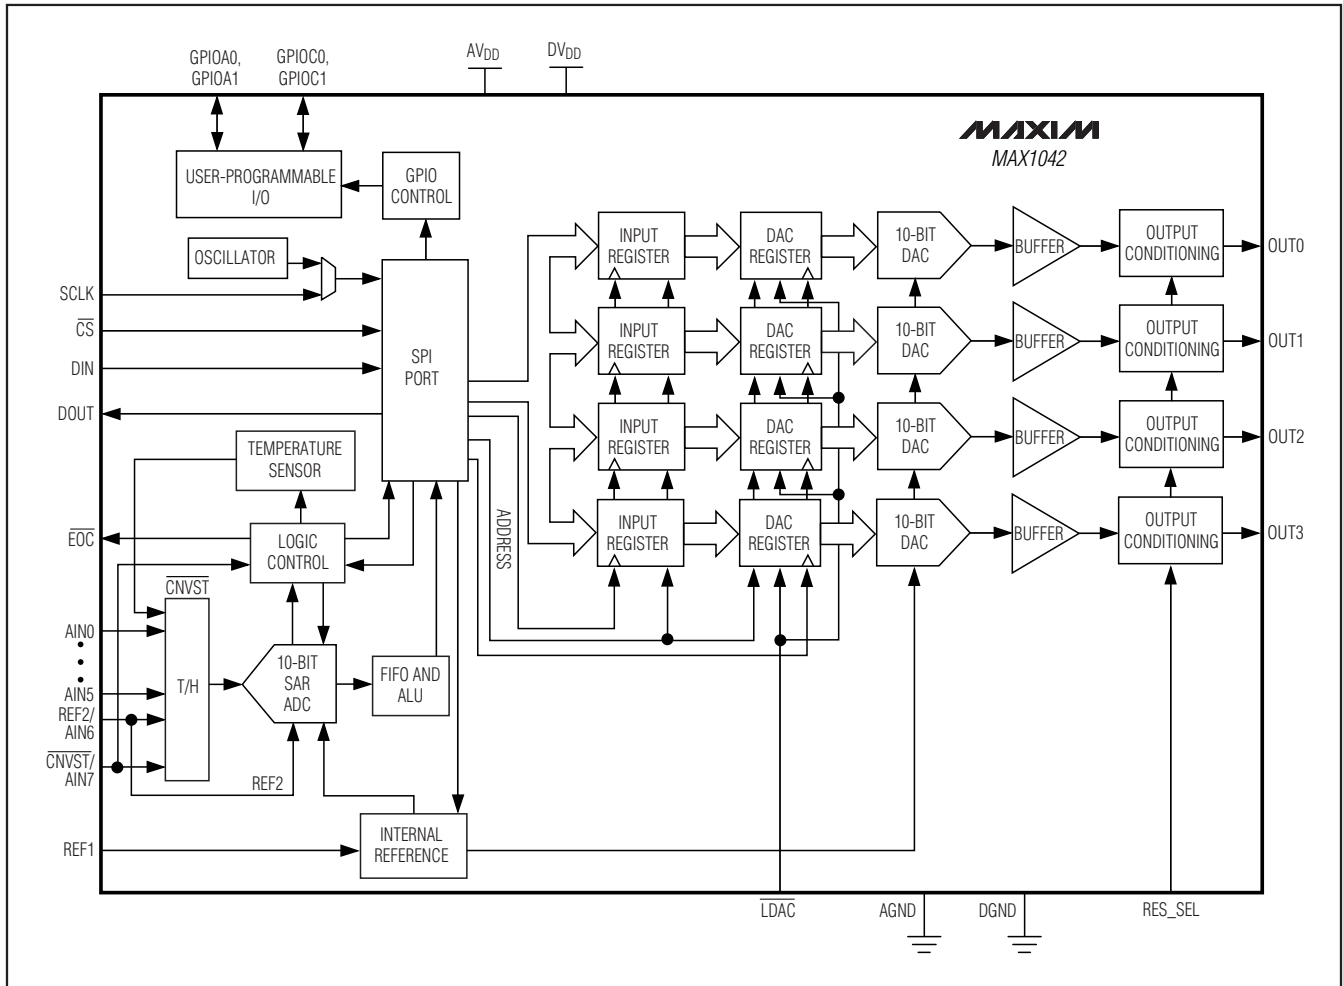 GPIOA0,
GPIOA1
GPIOC0,
GPIOC1
AVDD
DVDD
MAXIM
MAX1042
USER-PROGRAMMABLE
I/O
GPIO
CONTROL
OSCILLATOR
SCLK
CS
DIN
DOUT
SPI
PORT
INPUT
REGISTER
DAC
REGISTER
10-BIT
DAC
BUFFER
OUTPUT
CONDITIONING
OUT0
INPUT
REGISTER
DAC
REGISTER
10-BIT
DAC
BUFFER
OUTPUT
CONDITIONING
OUT1
INPUT
REGISTER
DAC
REGISTER
10-BIT
DAC
BUFFER
OUTPUT
CONDITIONING
OUT2
INPUT
REGISTER
DAC
REGISTER
10-BIT
DAC
BUFFER
OUTPUT
CONDITIONING
OUT3
TEMPERATURE
SENSOR
ADDRESS
EOC
LOGIC
CONTROL
CNVST
AIN0
AIN5
REF2/
AIN6
CNVST/
AIN7
T/H
10-BIT
SAR
ADC
FIFO AND
ALU
REF2
REF1
INTERNAL
REFERENCE
LDAC
AGND
DGND
RES_SEL